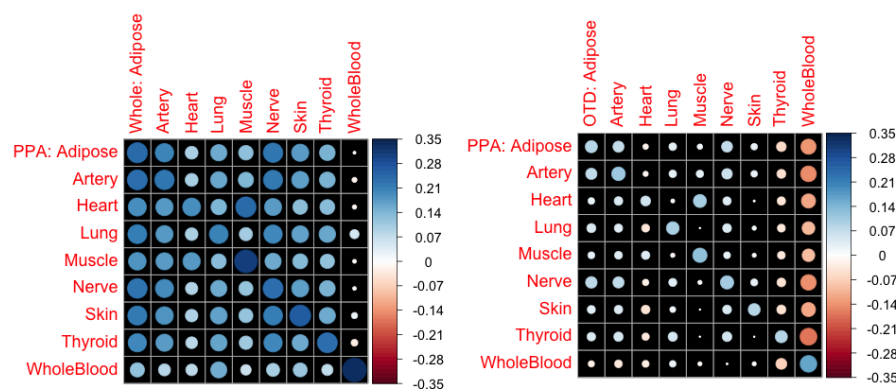 Whole: Adipose
Artery
Heart
Lung
Muscle
Nerve
Skin
Thyroid
WholeBlood
PPA: Adipose
Artery
Heart
Lung
Muscle
Nerve
Skin
Thyroid
WholeBlood
0.35
0.28
0.21
0.14
0.07
0
-0.07
-0.14
-0.21
-0.28
-0.35
OTD: Adipose
Artery
Heart
Lung
Muscle
Nerve
Skin
Thyroid
WholeBlood
PPA: Adipose
Artery
Heart
Lung
Muscle
Nerve
Skin
Thyroid
WholeBlood
0.35
0.28
0.21
0.14
0.07
0
-0.07
-0.14
-0.21
-0.28
-0.35